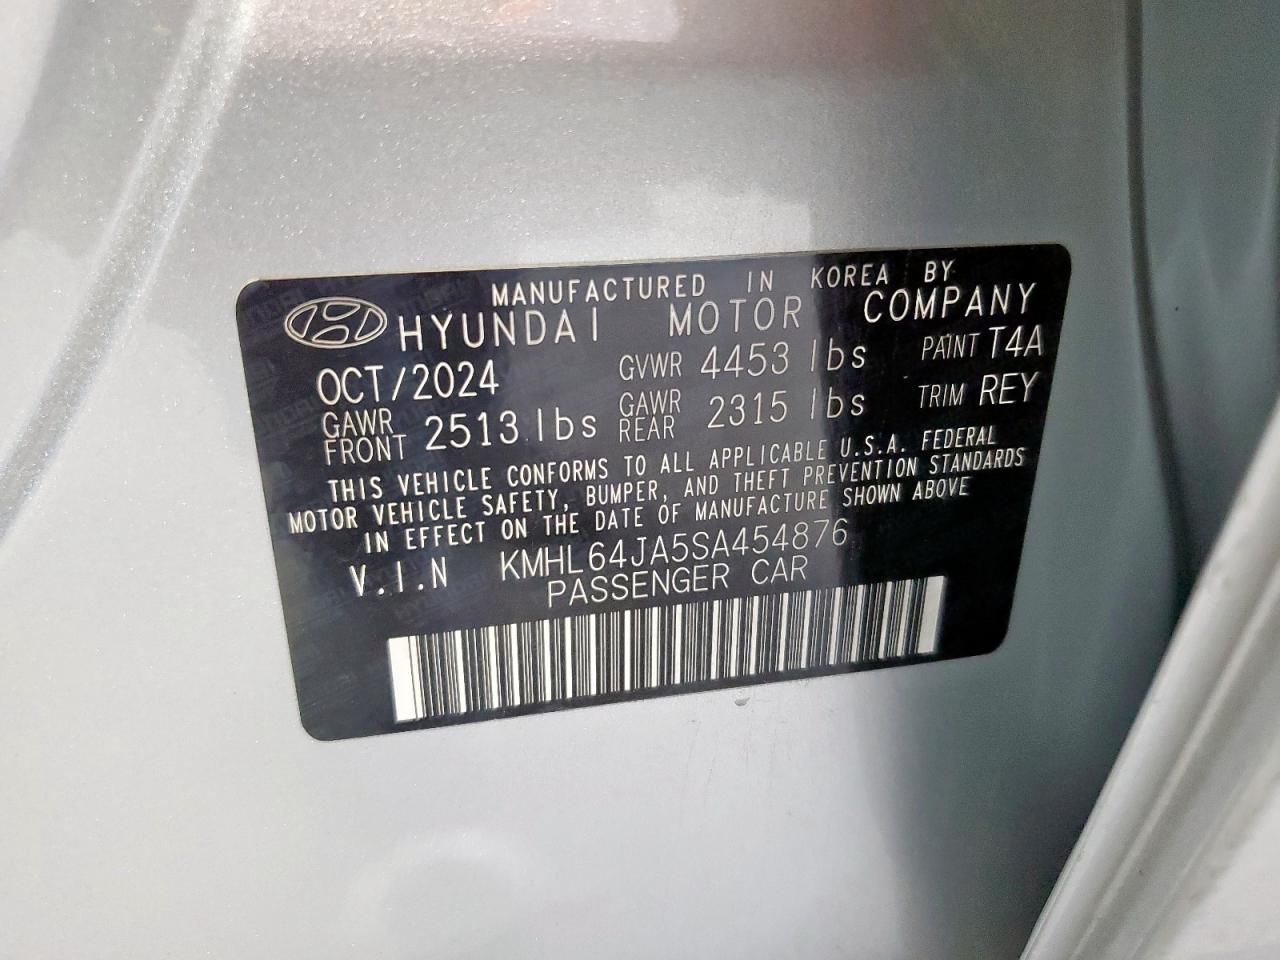 MANUFACTURED IN KOREA BY
HYUNDAI MOTOR COMPANY
OCT/2024 GVWR 4453 lbs PAINT T4A
GAWR FRONT 2513 lbs GAWR REAR 2315 lbs TRIM REY
THIS VEHICLE CONFORMS TO ALL APPLICABLE U.S.A. FEDERAL
MOTOR VEHICLE SAFETY, BUMPER, AND THEFT PREVENTION STANDARDS
IN EFFECT ON THE DATE OF MANUFACTURE SHOWN ABOVE
V.I.N KMHL64JA5SA454876
PASSENGER CAR